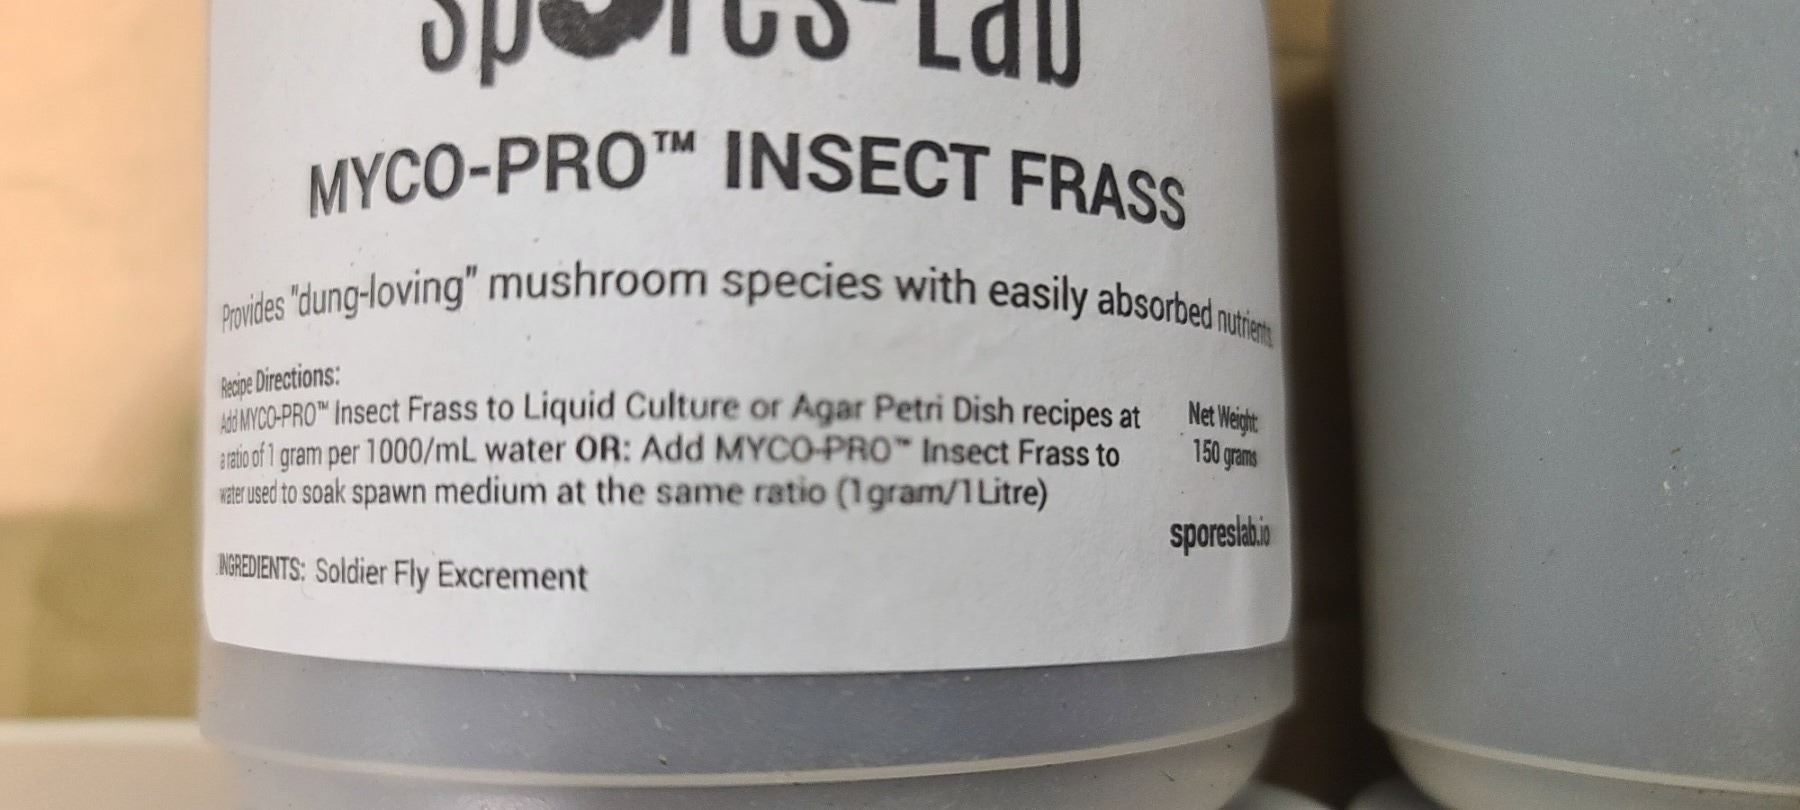 Spores-Lab
MYCO-PRO™ INSECT FRASS
Provides "dung-loving" mushroom species with easily absorbed nutrients.
Recipe Directions:
Add MYCO-PRO™ Insect Frass to Liquid Culture or Agar Petri Dish recipes at
a ratio of 1 gram per 1000/mL water OR: Add MYCO-PRO™ Insect Frass to
water used to soak spawn medium at the same ratio (1gram/1Litre)
Net Weight:
150 grams
sporeslab.io
INGREDIENTS: Soldier Fly Excrement